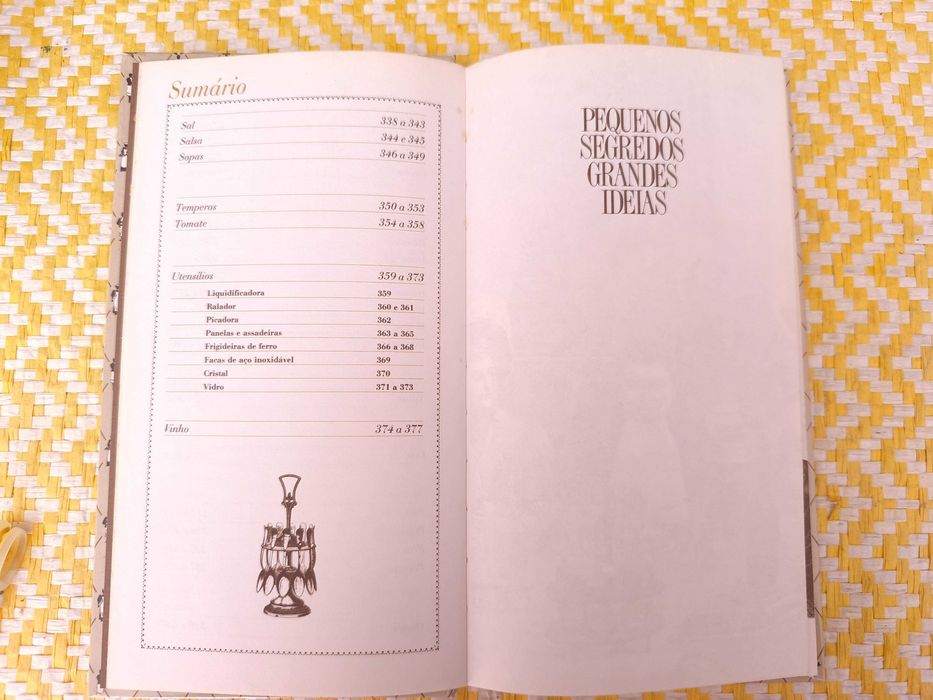 Sumário
Sal 338 a 343
Salsa 344 e 345
Sopas 346 a 349
Temperos 350 a 353
Tomate 354 a 358
Utensílios 359 a 373
Liquidificadora 359
Ralador 360 e 361
Picadora 362
Panelas e assadeiras 363 a 365
Frigideiras de ferro 366 a 368
Facas de aço inoxidável 369
Cristal 370
Vidro 371 a 373
Vinho 374 a 377
PEQUENOS
SEGREDOS
GRANDES
IDEIAS